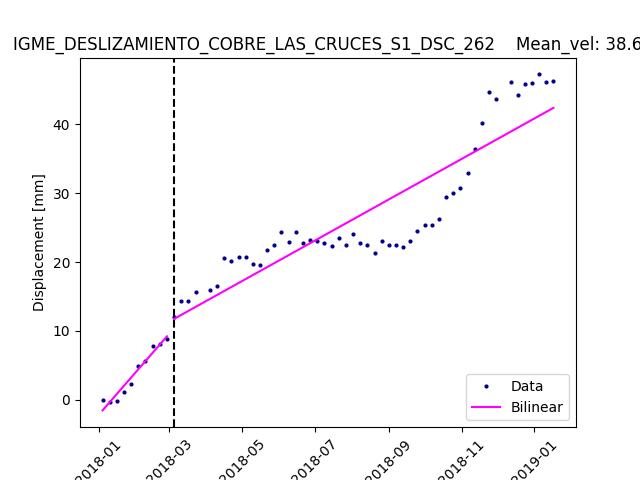 IGME_DESLIZAMIENTO_COBRE_LAS_CRUCES_S1_DSC_262 Mean_vel: 38.6
Displacement [mm]
40
30
20
10
0
Data
Bilinear
2018-01 2018-03 2018-05 2018-07 2018-09 2018-11 2019-01